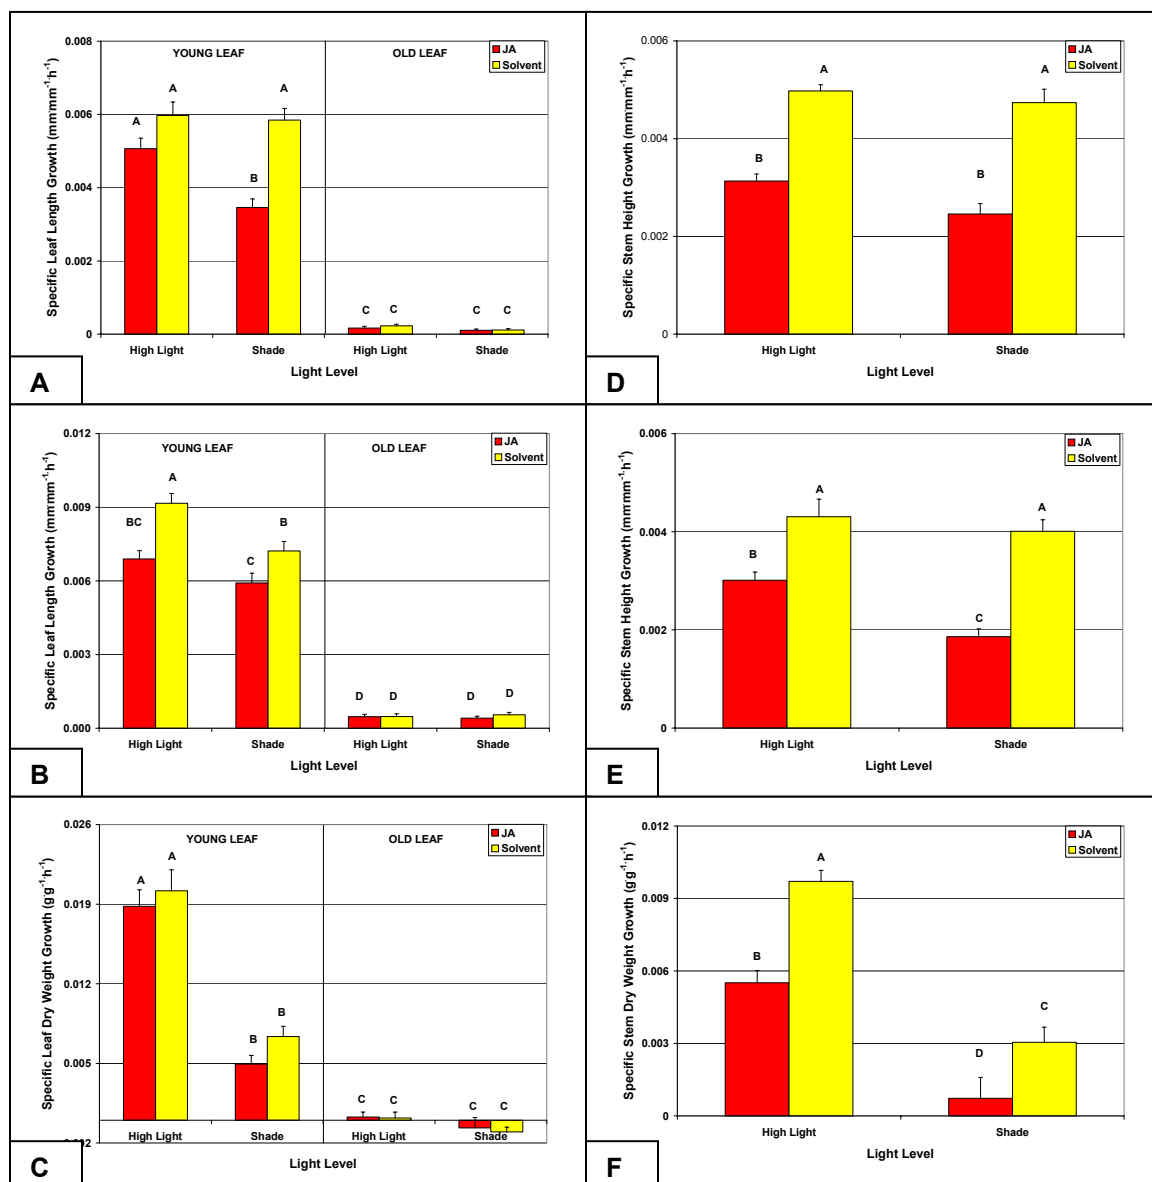 0.008
YOUNG LEAF
OLD LEAF
JA
Solvent
0.006
0.004
0.002
0
A
A
A
B
C
C
C
C
High Light
Shade
High Light
Shade
Light Level
Specific Leaf Length Growth (mm·mm⁻¹·h⁻¹)
A
0.006
JA
Solvent
0.004
0.002
0
B
A
B
A
High Light
Shade
Light Level
Specific Stem Height Growth (mm·mm⁻¹·h⁻¹)
D
0.012
YOUNG LEAF
OLD LEAF
JA
Solvent
0.009
0.006
0.003
0.000
BC
A
C
B
D
D
D
D
High Light
Shade
High Light
Shade
Light Level
Specific Leaf Length Growth (mm·mm⁻¹·h⁻¹)
B
0.006
JA
Solvent
0.004
0.002
0
B
A
C
A
High Light
Shade
Light Level
Specific Stem Height Growth (mm·mm⁻¹·h⁻¹)
E
0.026
YOUNG LEAF
OLD LEAF
JA
Solvent
0.019
0.012
0.005
A
A
B
B
C
C
C
C
High Light
Shade
High Light
Shade
Light Level
Specific Leaf Dry Weight Growth (g·g⁻¹·h⁻¹)
C
0.012
JA
Solvent
0.009
0.006
0.003
0
B
A
D
C
High Light
Shade
Light Level
Specific Stem Dry Weight Growth (g·g⁻¹·h⁻¹)
F